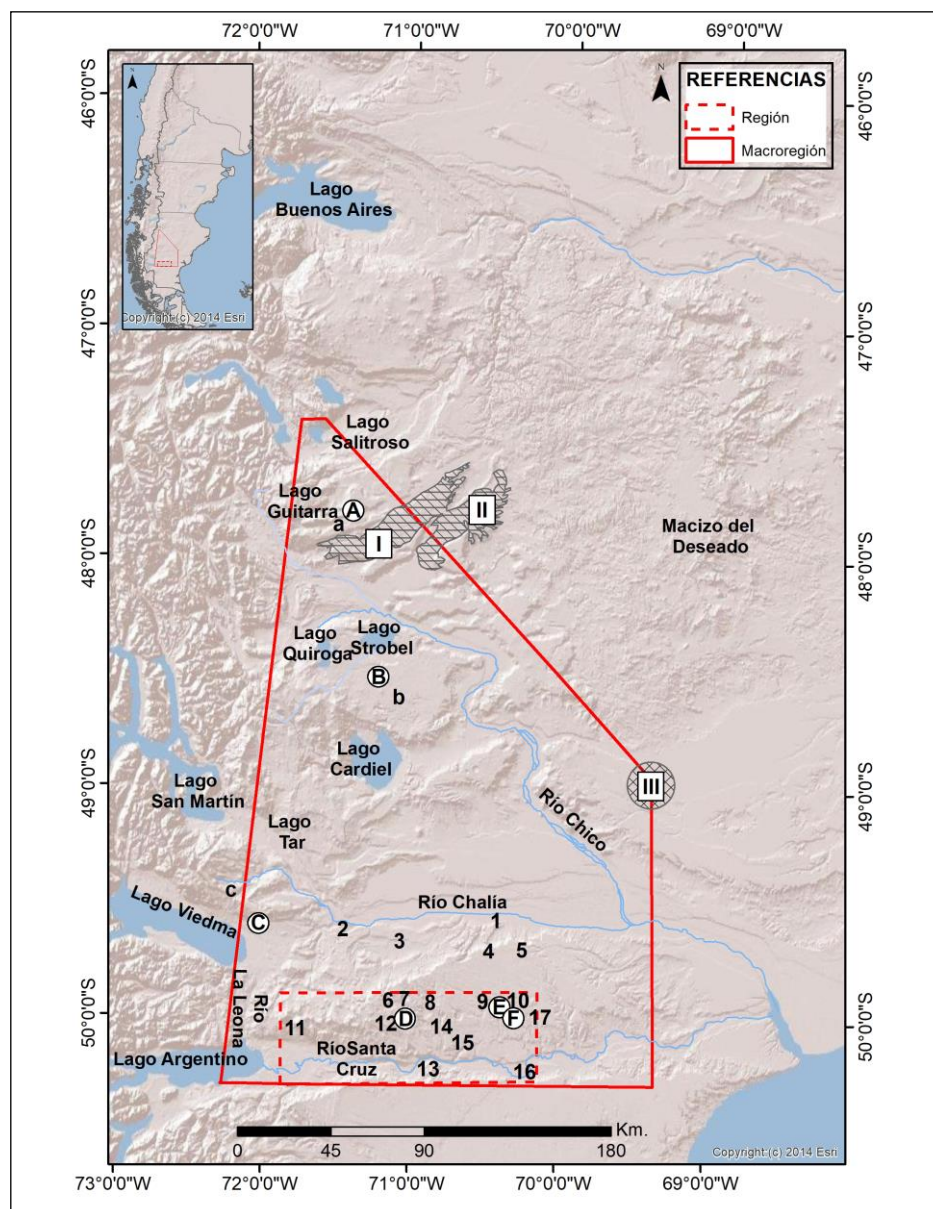 72°0'0"W
71°0'0"W
70°0'0"W
69°0'0"W
46°0'0"S
46°0'0"S
47°0'0"S
47°0'0"S
48°0'0"S
48°0'0"S
49°0'0"S
49°0'0"S
50°0'0"S
50°0'0"S
N
Copyright:(c) 2014 Esri
N
REFERENCIAS
Región
Macroregión
Lago
Buenos Aires
Lago
Salitroso
Lago
Guitarra
A
a
I
II
Macizo del
Deseado
Lago
Quiroga
Lago
Strobel
B
b
Lago
Cardiel
Lago
San Martín
Lago
Tar
III
Río Chico
c
Lago Viedma
C
Río Chalía
1
2
3
4
5
Río
La Leona
6
7
8
9
10
E
D
F
17
11
12
14
15
RíoSanta
Cruz
13
16
Lago Argentino
Km.
0
45
90
180
Copyright:(c) 2014 Esri
73°0'0"W
72°0'0"W
71°0'0"W
70°0'0"W
69°0'0"W